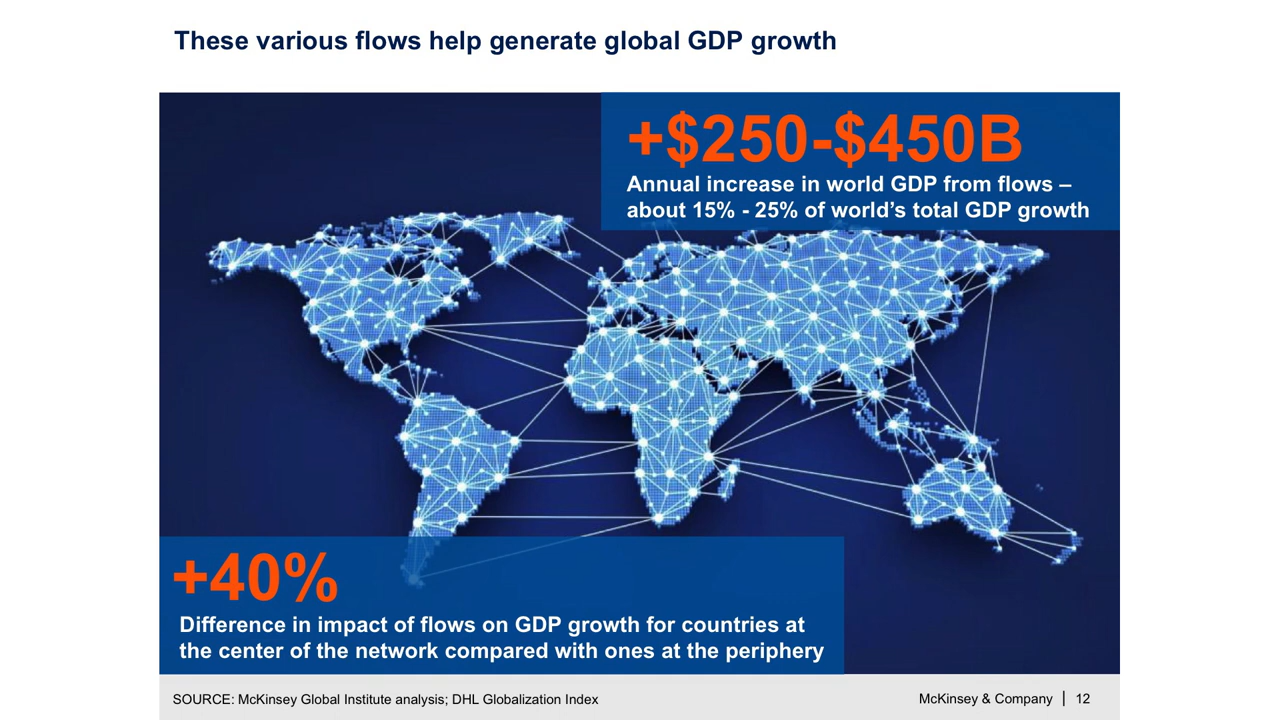 These various flows help generate global GDP growth
+$250-$450B
Annual increase in world GDP from flows –
about 15% - 25% of world’s total GDP growth
+40%
Difference in impact of flows on GDP growth for countries at
the center of the network compared with ones at the periphery
SOURCE: McKinsey Global Institute analysis; DHL Globalization Index
McKinsey & Company | 12